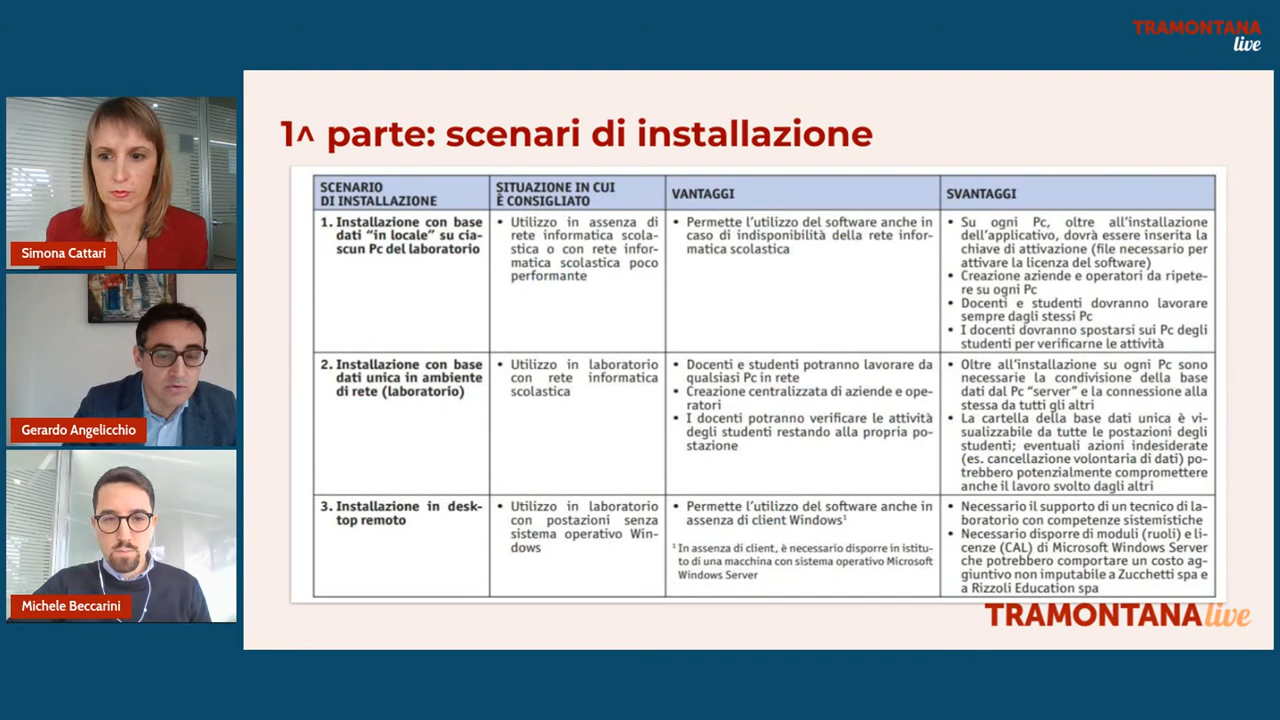 TRAMONTANA
live
1^ parte: scenari di installazione
SCENARIO
DI INSTALLAZIONE
SITUAZIONE IN CUI
È CONSIGLIATO
VANTAGGI
SVANTAGGI
1. Installazione con base
dati “in locale” su cia-
scun Pc del laboratorio
• Utilizzo in assenza di
rete informatica scola-
stica o con rete infor-
matica scolastica poco
performante
• Permette l’utilizzo del software anche in
caso di indisponibilità della rete infor-
matica scolastica
• Su ogni Pc, oltre all’installazione
dell’applicativo, dovrà essere inserita la
chiave di attivazione (file necessario per
attivare la licenza del software)
• Creazione aziende e operatori da ripete-
re su ogni Pc
• Docenti e studenti dovranno lavorare
sempre dagli stessi Pc
• I docenti dovranno spostarsi sui Pc degli
studenti per verificarne le attività
2. Installazione con base
dati unica in ambiente
di rete (laboratorio)
• Utilizzo in laboratorio
con rete informatica
scolastica
• Docenti e studenti potranno lavorare da
qualsiasi Pc in rete
• Creazione centralizzata di aziende e ope-
ratori
• I docenti potranno verificare le attività
degli studenti restando alla propria po-
stazione
• Oltre all’installazione su ogni Pc sono
necessarie la condivisione della base
dati dal Pc “server” e la connessione alla
stessa da tutti gli altri
• La cartella della base dati unica è vi-
sualizzabile da tutte le postazioni degli
studenti; eventuali azioni indesiderate
(es. cancellazione volontaria di dati) po-
trebbero potenzialmente compromettere
anche il lavoro svolto dagli altri
3. Installazione in desk-
top remoto
• Utilizzo in laboratorio
con postazioni senza
sistema operativo Win-
dows
• Permette l’utilizzo del software anche in
assenza di client Windows¹
¹ In assenza di client, è necessario disporre in istitu-
to di una macchina con sistema operativo Microsoft
Windows Server
• Necessario il supporto di un tecnico di la-
boratorio con competenze sistemistiche
• Necessario disporre di moduli (ruoli) e li-
cenze (CAL) di Microsoft Windows Server
che potrebbero comportare un costo ag-
giuntivo non imputabile a Zucchetti spa e
a Rizzoli Education spa
TRAMONTANA live
Simona Cattari
Gerardo Angelicchio
Michele Beccarini